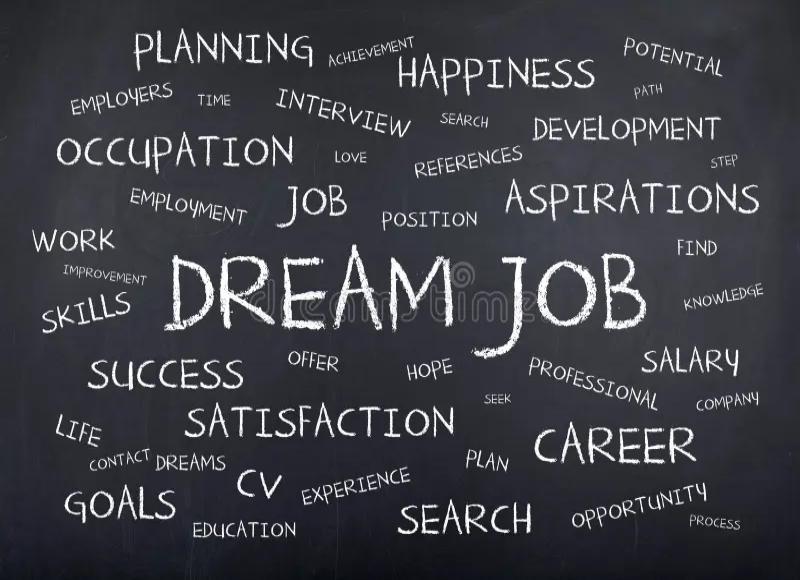 PLANNING
ACHIEVEMENT
HAPPINESS
POTENTIAL
EMPLOYERS
TIME
INTERVIEW
SEARCH
PATH
DEVELOPMENT
OCCUPATION
LOVE
REFERENCES
STEP
EMPLOYMENT
JOB
POSITION
ASPIRATIONS
WORK
FIND
IMPROVEMENT
DREAM JOB
KNOWLEDGE
SKILLS
SUCCESS
OFFER
HOPE
PROFESSIONAL
SALARY
SEEK
COMPANY
LIFE
SATISFACTION
CAREER
CONTACT
DREAMS
PLAN
GOALS
CV
EXPERIENCE
EDUCATION
SEARCH
OPPORTUNITY
PROCESS
dreamstime